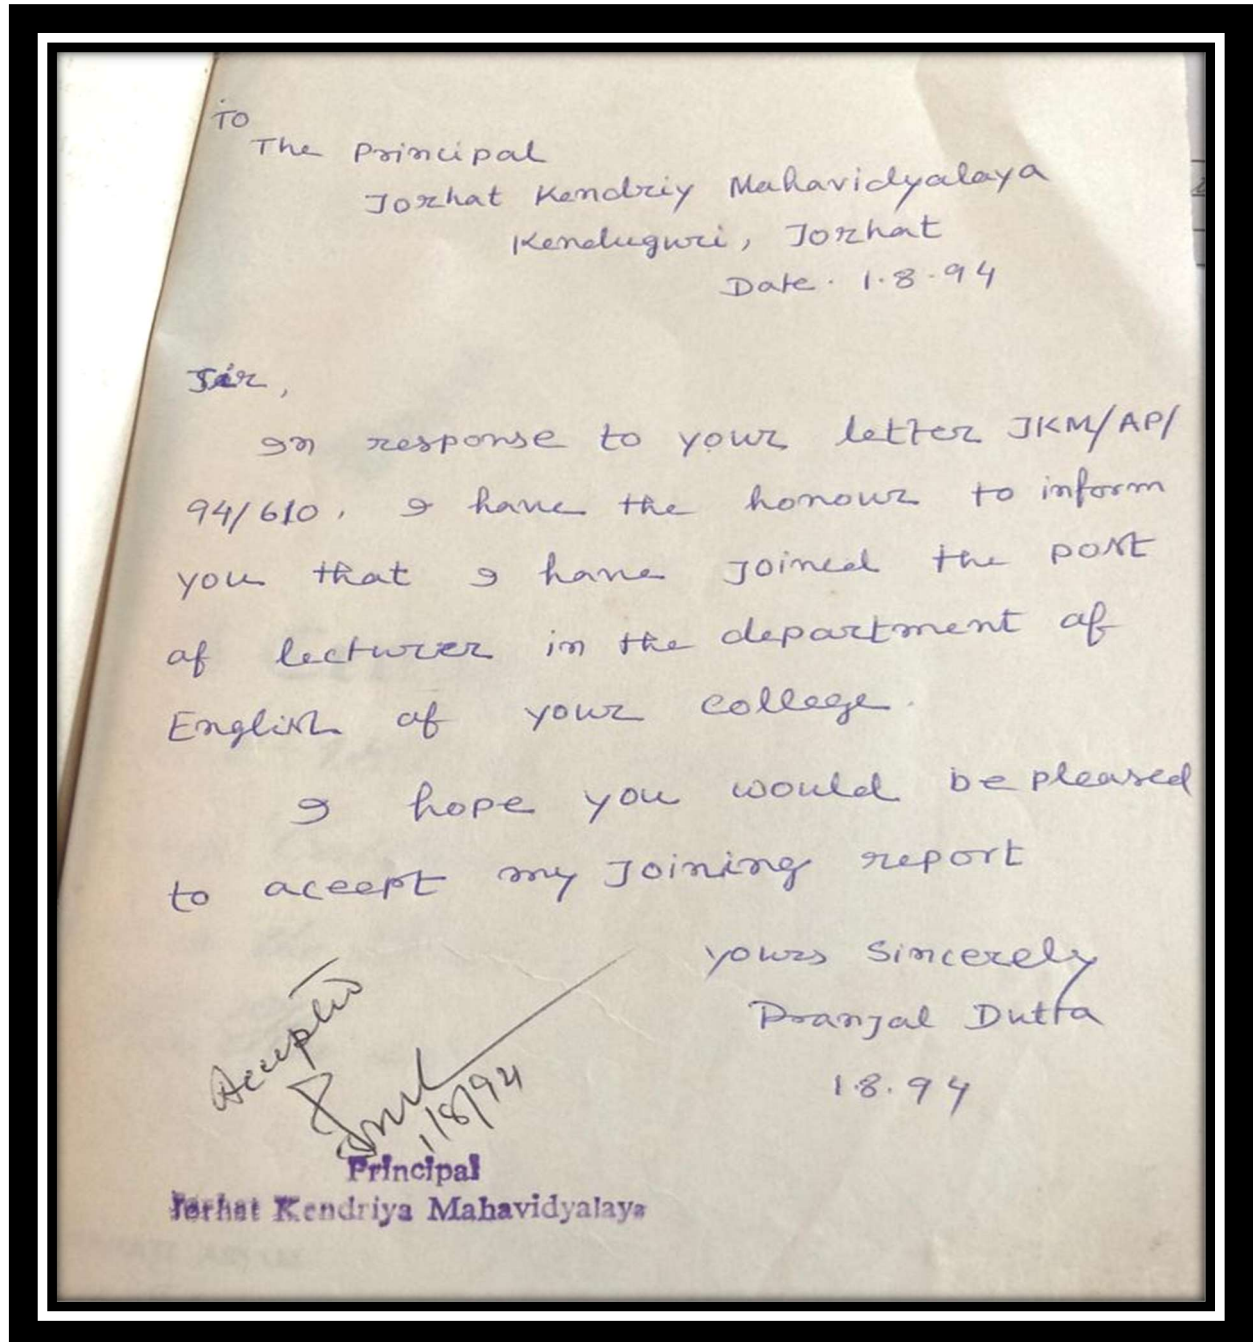 To
The Principal
Jorhat Kendriy Mahavidyalaya
Kenduguri, Jorhat
Date. 1.8.94
Sir,
In response to your letter JKM/AP/
94/610, I have the honour to inform
you that I have joined the post
of lecturer in the department of
English of your college.
I hope you would be pleased
to accept my Joining report
yours Sincerely
Pranjal Dutta
1.8.94
Accepted
1/8/94
Principal
Jorhat Kendriya Mahavidyalaya